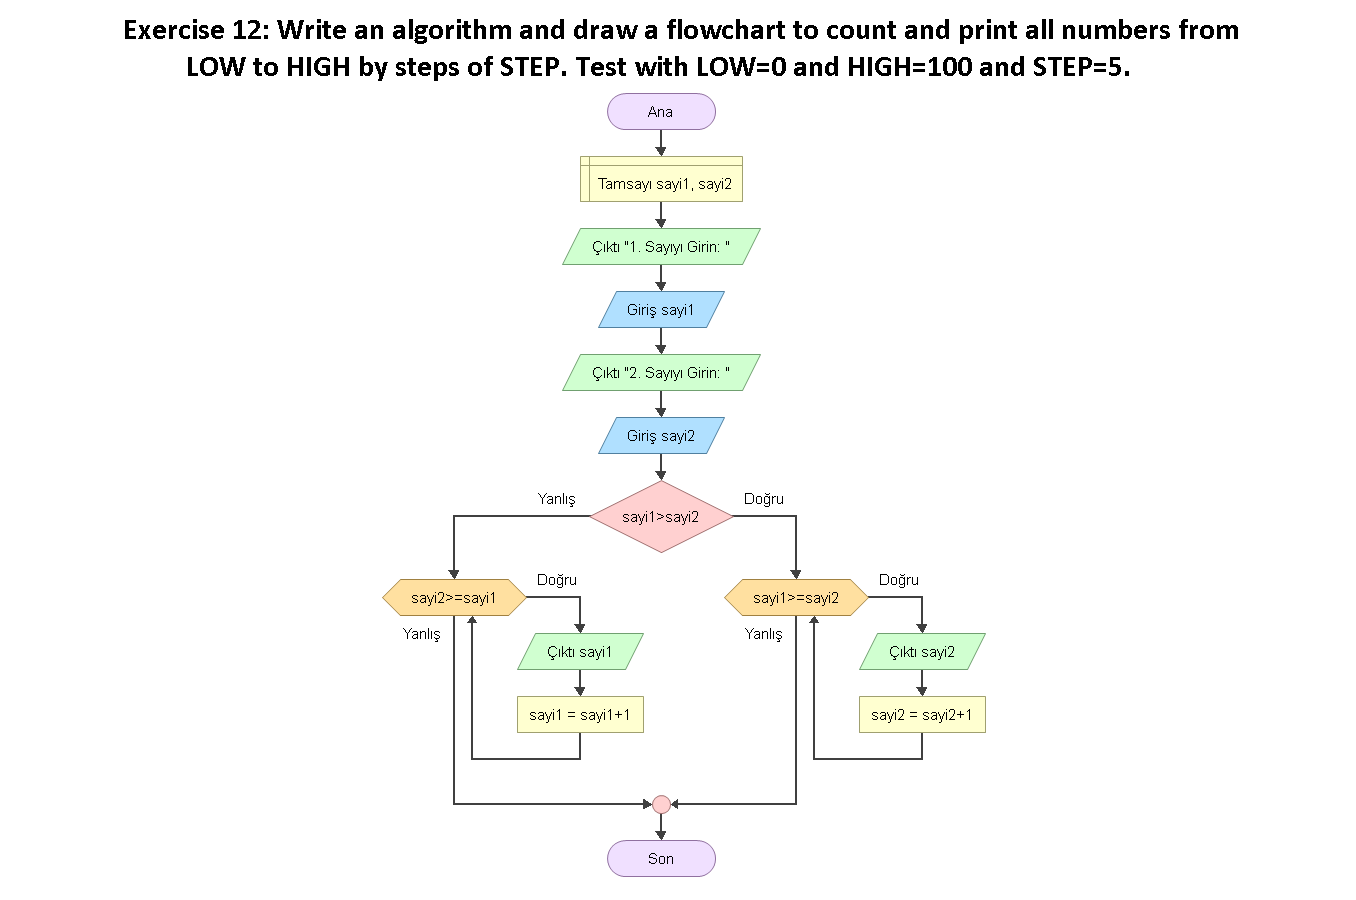 Exercise 12: Write an algorithm and draw a flowchart to count and print all numbers from
LOW to HIGH by steps of STEP. Test with LOW=0 and HIGH=100 and STEP=5.
Ana
Tamsayı sayi1, sayi2
Çıktı "1. Sayıyı Girin: "
Giriş sayi1
Çıktı "2. Sayıyı Girin: "
Giriş sayi2
Yanlış
Doğru
sayi1>sayi2
Doğru
Doğru
sayi2>=sayi1
sayi1>=sayi2
Yanlış
Yanlış
Çıktı sayi1
Çıktı sayi2
sayi1 = sayi1+1
sayi2 = sayi2+1
Son